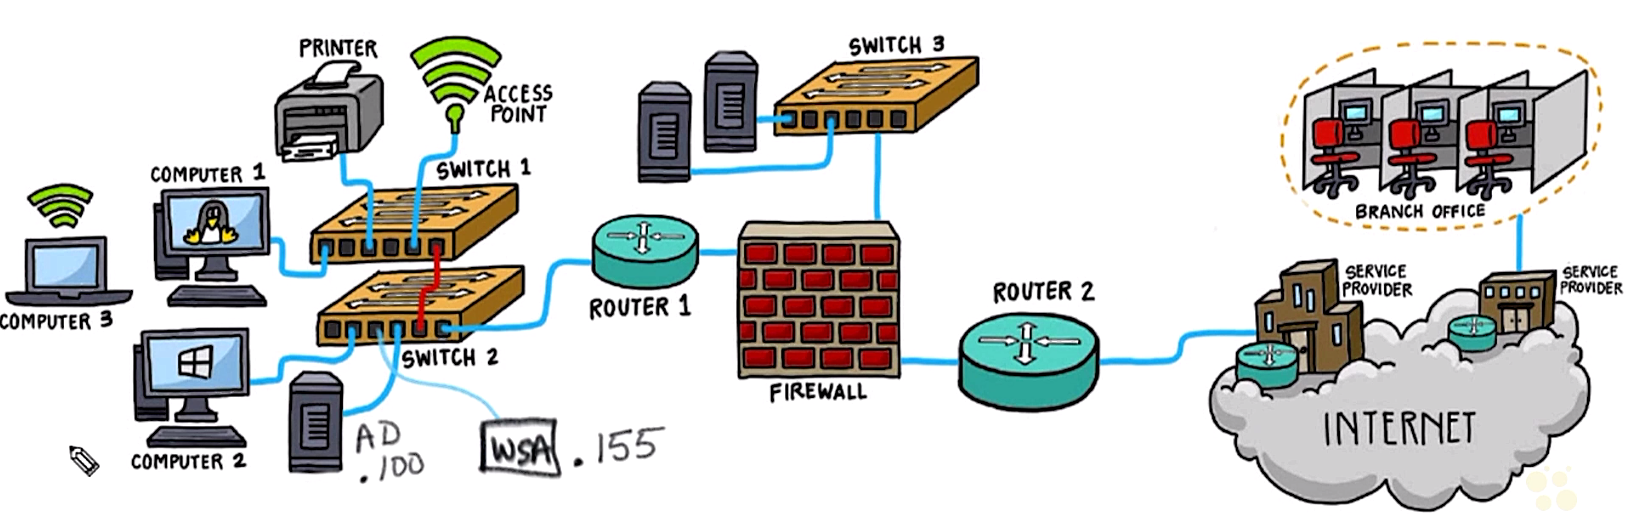 PRINTER
ACCESS
POINT
SWITCH 3
COMPUTER 1
SWITCH 1
COMPUTER 3
ROUTER 1
SWITCH 2
COMPUTER 2
AD
.100
WSA .155
FIREWALL
ROUTER 2
BRANCH OFFICE
SERVICE
PROVIDER
SERVICE
PROVIDER
INTERNET